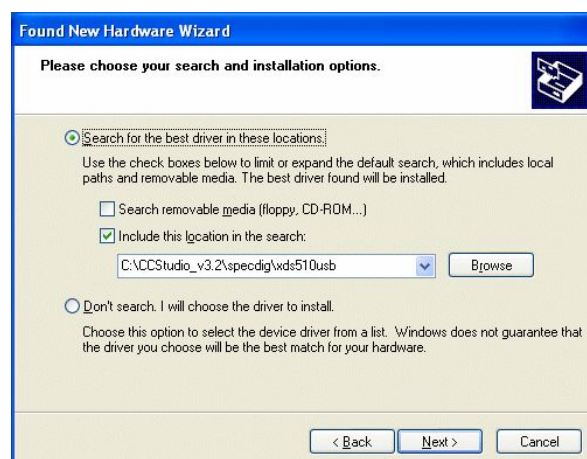 Found New Hardware Wizard
Please choose your search and installation options.
Search for the best driver in these locations.
Use the check boxes below to limit or expand the default search, which includes local
paths and removable media. The best driver found will be installed.
Search removable media (floppy, CD-ROM...)
Include this location in the search:
C:\CCStudio_v3.2\specdig\xds510usb
Browse
Don't search. I will choose the driver to install.
Choose this option to select the device driver from a list. Windows does not guarantee that
the driver you choose will be the best match for your hardware.
< Back
Next >
Cancel